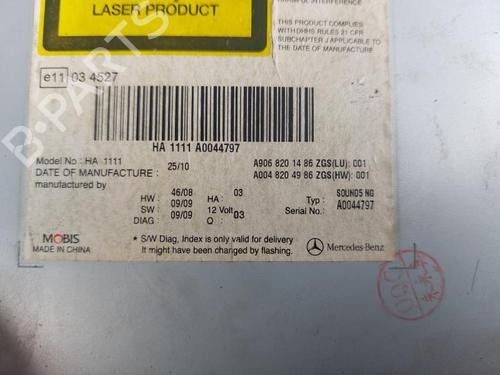 LASER PRODUCT
HARMFUL INTERFERENCE
THIS PRODUCT COMPLIES
WITH DHHS RULES 21 CFR
SUBCHAPTER J APPLICABLE TO
THE DATE OF MANUFACTURE
e11 03 4527
HA 1111 A0044797
Model No : HA 1111
25/10
A906 820 14 86 ZGS(LU): 001
DATE OF MANUFACTURE :
A004 820 49 86 ZGS(HW): 001
manufactured by
HW : 46/08 HA : 03 SOUND5 NG
SW : 09/09 12 Volt Typ :
DIAG : 09/09 Q : 03 Serial No.: A0044797
MOBIS
MADE IN CHINA
* S/W Diag, Index is only valid for delivery
It might have been changed by flashing.
Mercedes-Benz
B-PARTS